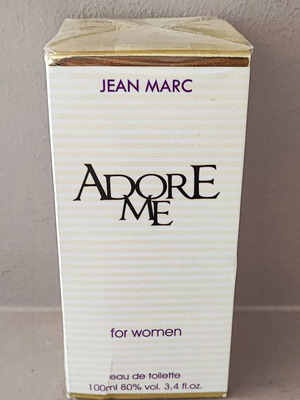 JEAN MARC
ADORE
ME
for women
eau de toilette
100ml 80% vol. 3,4 fl.oz.